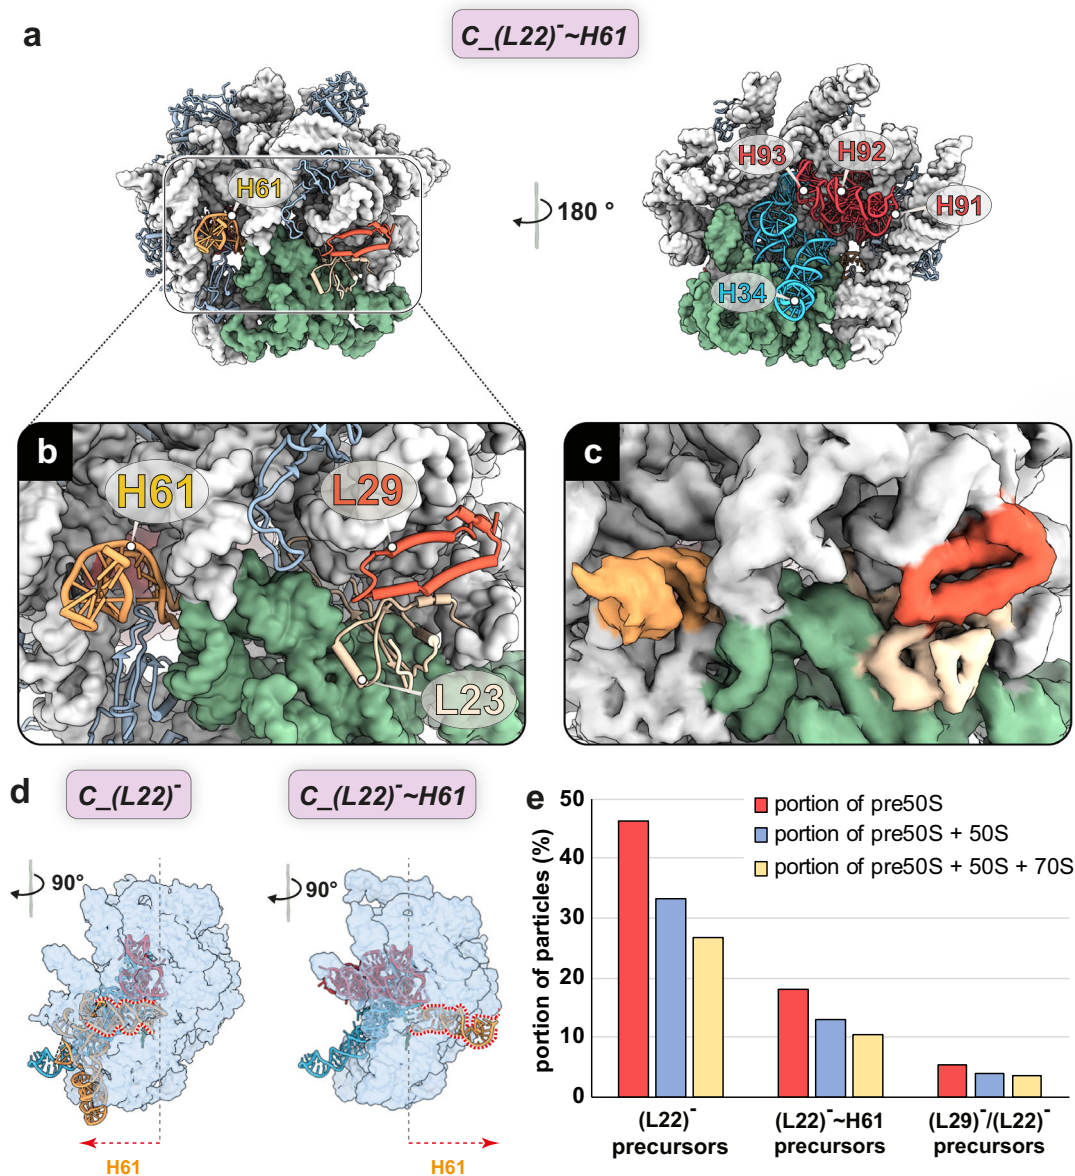 a
C_(L22)⁻~H61
H61
180 °
H93
H92
H91
H34
b
H61
L29
L23
c
d
C_(L22)⁻
C_(L22)⁻~H61
90°
90°
H61
H61
e
portion of particles (%)
50
40
30
20
10
0
portion of pre50S
portion of pre50S + 50S
portion of pre50S + 50S + 70S
(L22)⁻
precursors
(L22)⁻~H61
precursors
(L29)⁻/(L22)⁻
precursors